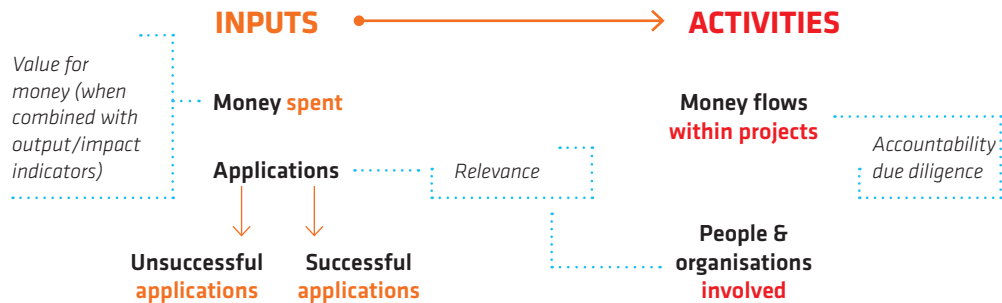 INPUTS
ACTIVITIES
Value for
money (when
combined with
output/impact
indicators)
Money spent
Applications
Relevance
Unsuccessful
applications
Successful
applications
Money flows
within projects
Accountability
due diligence
People &
organisations
involved